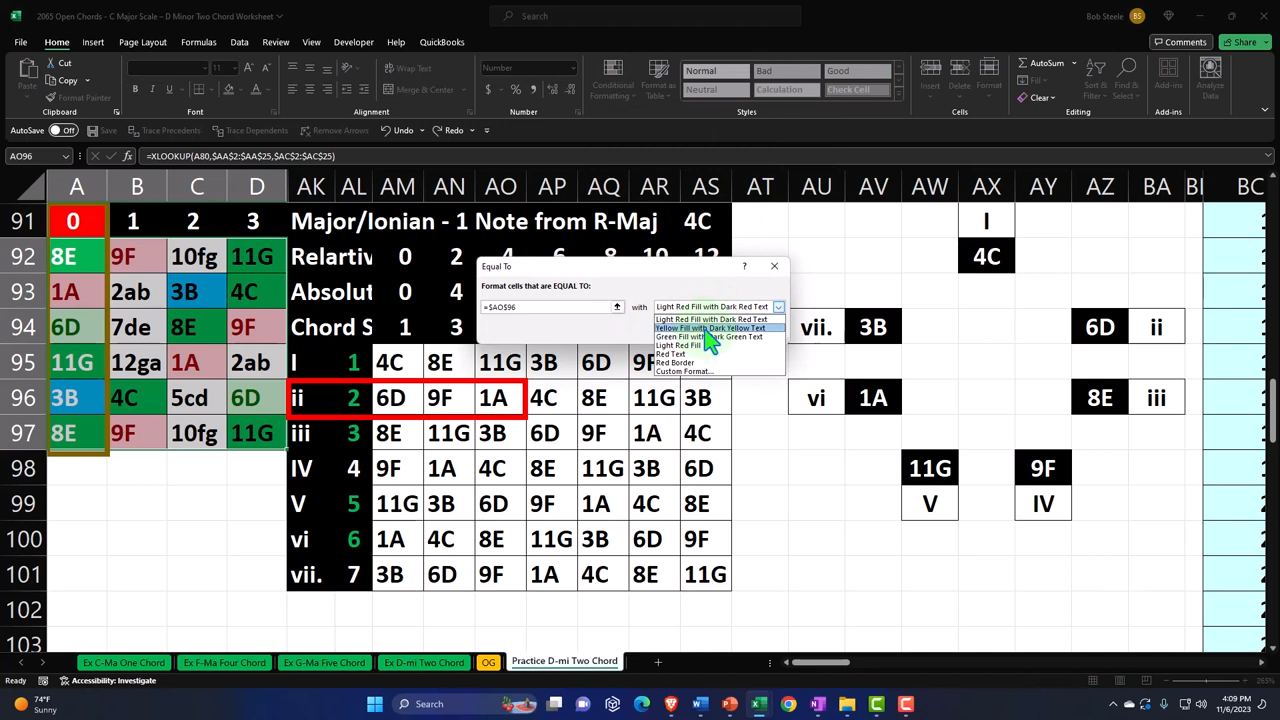 2065 Open Chords - C Major Scale – D Minor Two Chord Worksheet
Search
Bob Steele BS
File Home Insert Page Layout Formulas Data Review View Developer Automate Help QuickBooks
Comments Share
Paste Cut Copy Format Painter
11
Wrap Text
Merge & Center
Number
Conditional Formatting
Format as Table
Normal Bad Good
Neutral Calculation Check Cell
Insert Delete Format
AutoSum
Fill
Clear
Sort & Filter
Find & Select
Add-ins
Analyze Data
Clipboard Font Alignment Number Styles Cells Editing Add-ins
AutoSave Off Save Trace Precedents Trace Dependents Remove Arrows Undo Redo
AO96 =XLOOKUP(A80,$AA$2:$AA$25,$AC$2:$AC$25)
A B C D AK AL AM AN AO AP AQ AR AS AT AU AV AW AX AY AZ BA BC
91 0 1 2 3 Major/Ionian - 1 Note from R-Maj 4C I
92 8E 9F 10fg 11G Relartiv 0 2 4C
93 1A 2ab 3B 4C Absolut 0 4
94 6D 7de 8E 9F Chord S 1 3 vii. 3B 6D ii
95 11G 12ga 1A 2ab I 1 4C 8E 11G 3B 6D
96 3B 4C 5cd 6D ii 2 6D 9F 1A 4C 8E 11G 3B vi 1A 8E iii
97 8E 9F 10fg 11G iii 3 8E 11G 3B 6D 9F 1A 4C
98 IV 4 9F 1A 4C 8E 11G 3B 6D 11G 9F
99 V 5 11G 3B 6D 9F 1A 4C 8E V IV
100 vi 6 1A 4C 8E 11G 3B 6D 9F
101 vii. 7 3B 6D 9F 1A 4C 8E 11G
102
103
Equal To ?
Format cells that are EQUAL TO:
=$AO$96 with Light Red Fill with Dark Red Text
Light Red Fill with Dark Red Text
Yellow Fill with Dark Yellow Text
Green Fill with Dark Green Text
Light Red Fill
Red Text
Red Border
Custom Format...
Ex C-Ma One Chord Ex F-Ma Four Chord Ex G-Ma Five Chord Ex D-mi Two Chord OG Practice D-mi Two Chord
Ready Accessibility: Investigate 265%
74°F
Sunny
Search
4:09 PM
11/6/2023